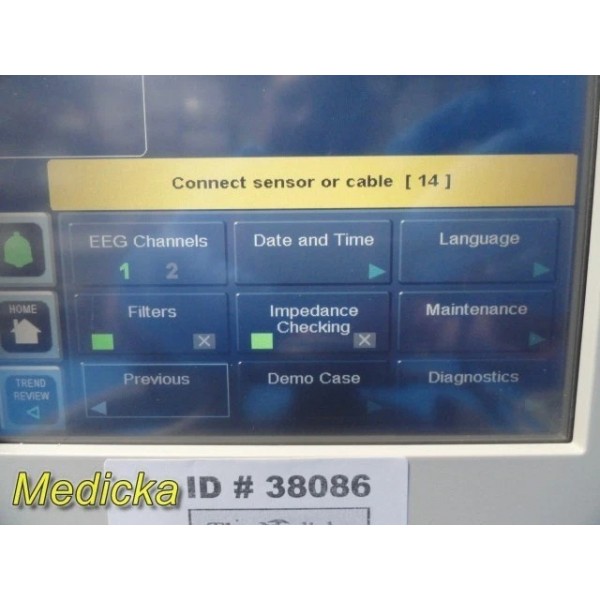 Connect sensor or cable [ 14 ]
EEG Channels
1 2
Date and Time
Language
HOME
Filters
Impedance
Checking
Maintenance
TREND
REVIEW
Previous
Demo Case
Diagnostics
Medicka
ID # 38086